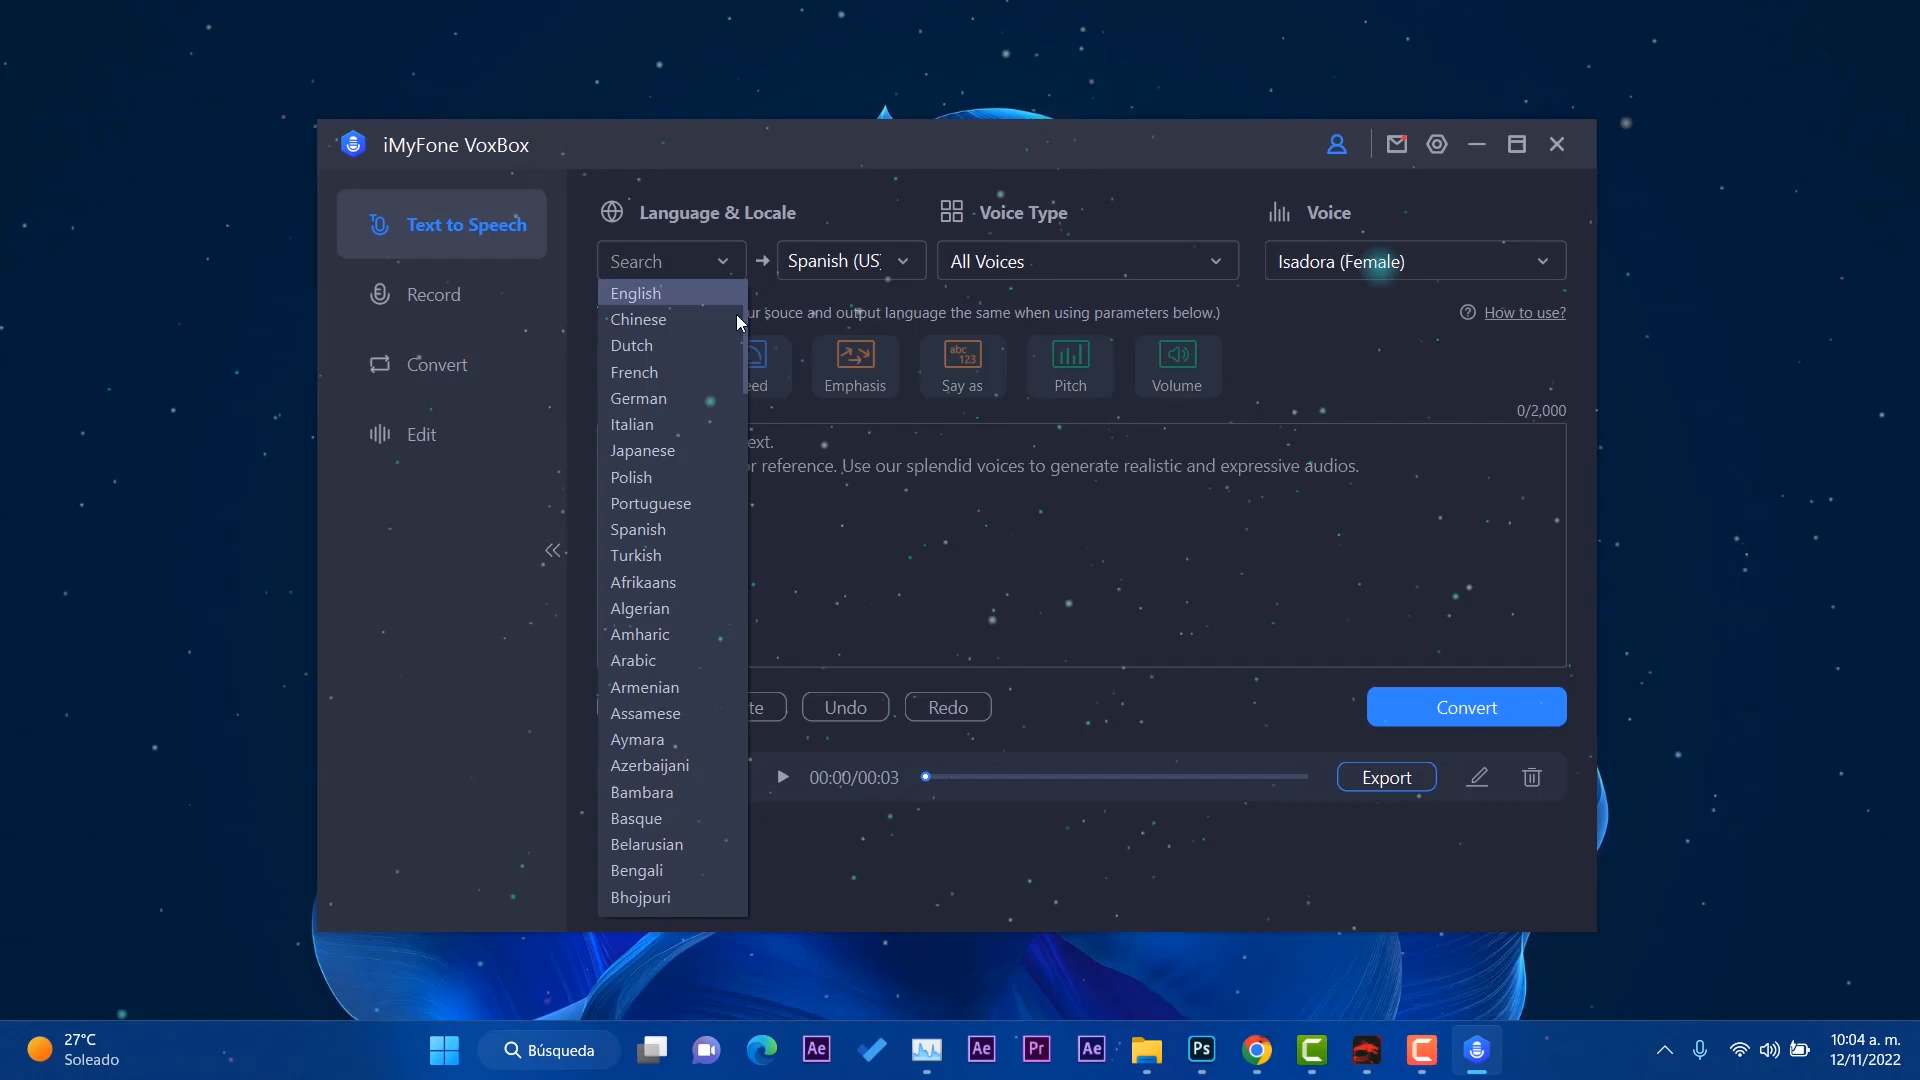 iMyFone VoxBox
Text to Speech
Record
Convert
Edit
Language & Locale
Voice Type
Voice
Search
Spanish (US
All Voices
Isadora (Female)
English
Chinese
Dutch
French
German
Italian
Japanese
Polish
Portuguese
Spanish
Turkish
Afrikaans
Algerian
Amharic
Arabic
Armenian
Assamese
Aymara
Azerbaijani
Bambara
Basque
Belarusian
Bengali
Bhojpuri
ur souce and output language the same when using parameters below.)
How to use?
eed
Emphasis
abc
123
Say as
Pitch
Volume
0/2,000
ext.
or reference. Use our splendid voices to generate realistic and expressive audios.
te
Undo
Redo
Convert
00:00/00:03
Export
27°C
Soleado
Búsqueda
Ae
Ae
Pr
Ae
Ps
C
C
10:04 a. m.
12/11/2022